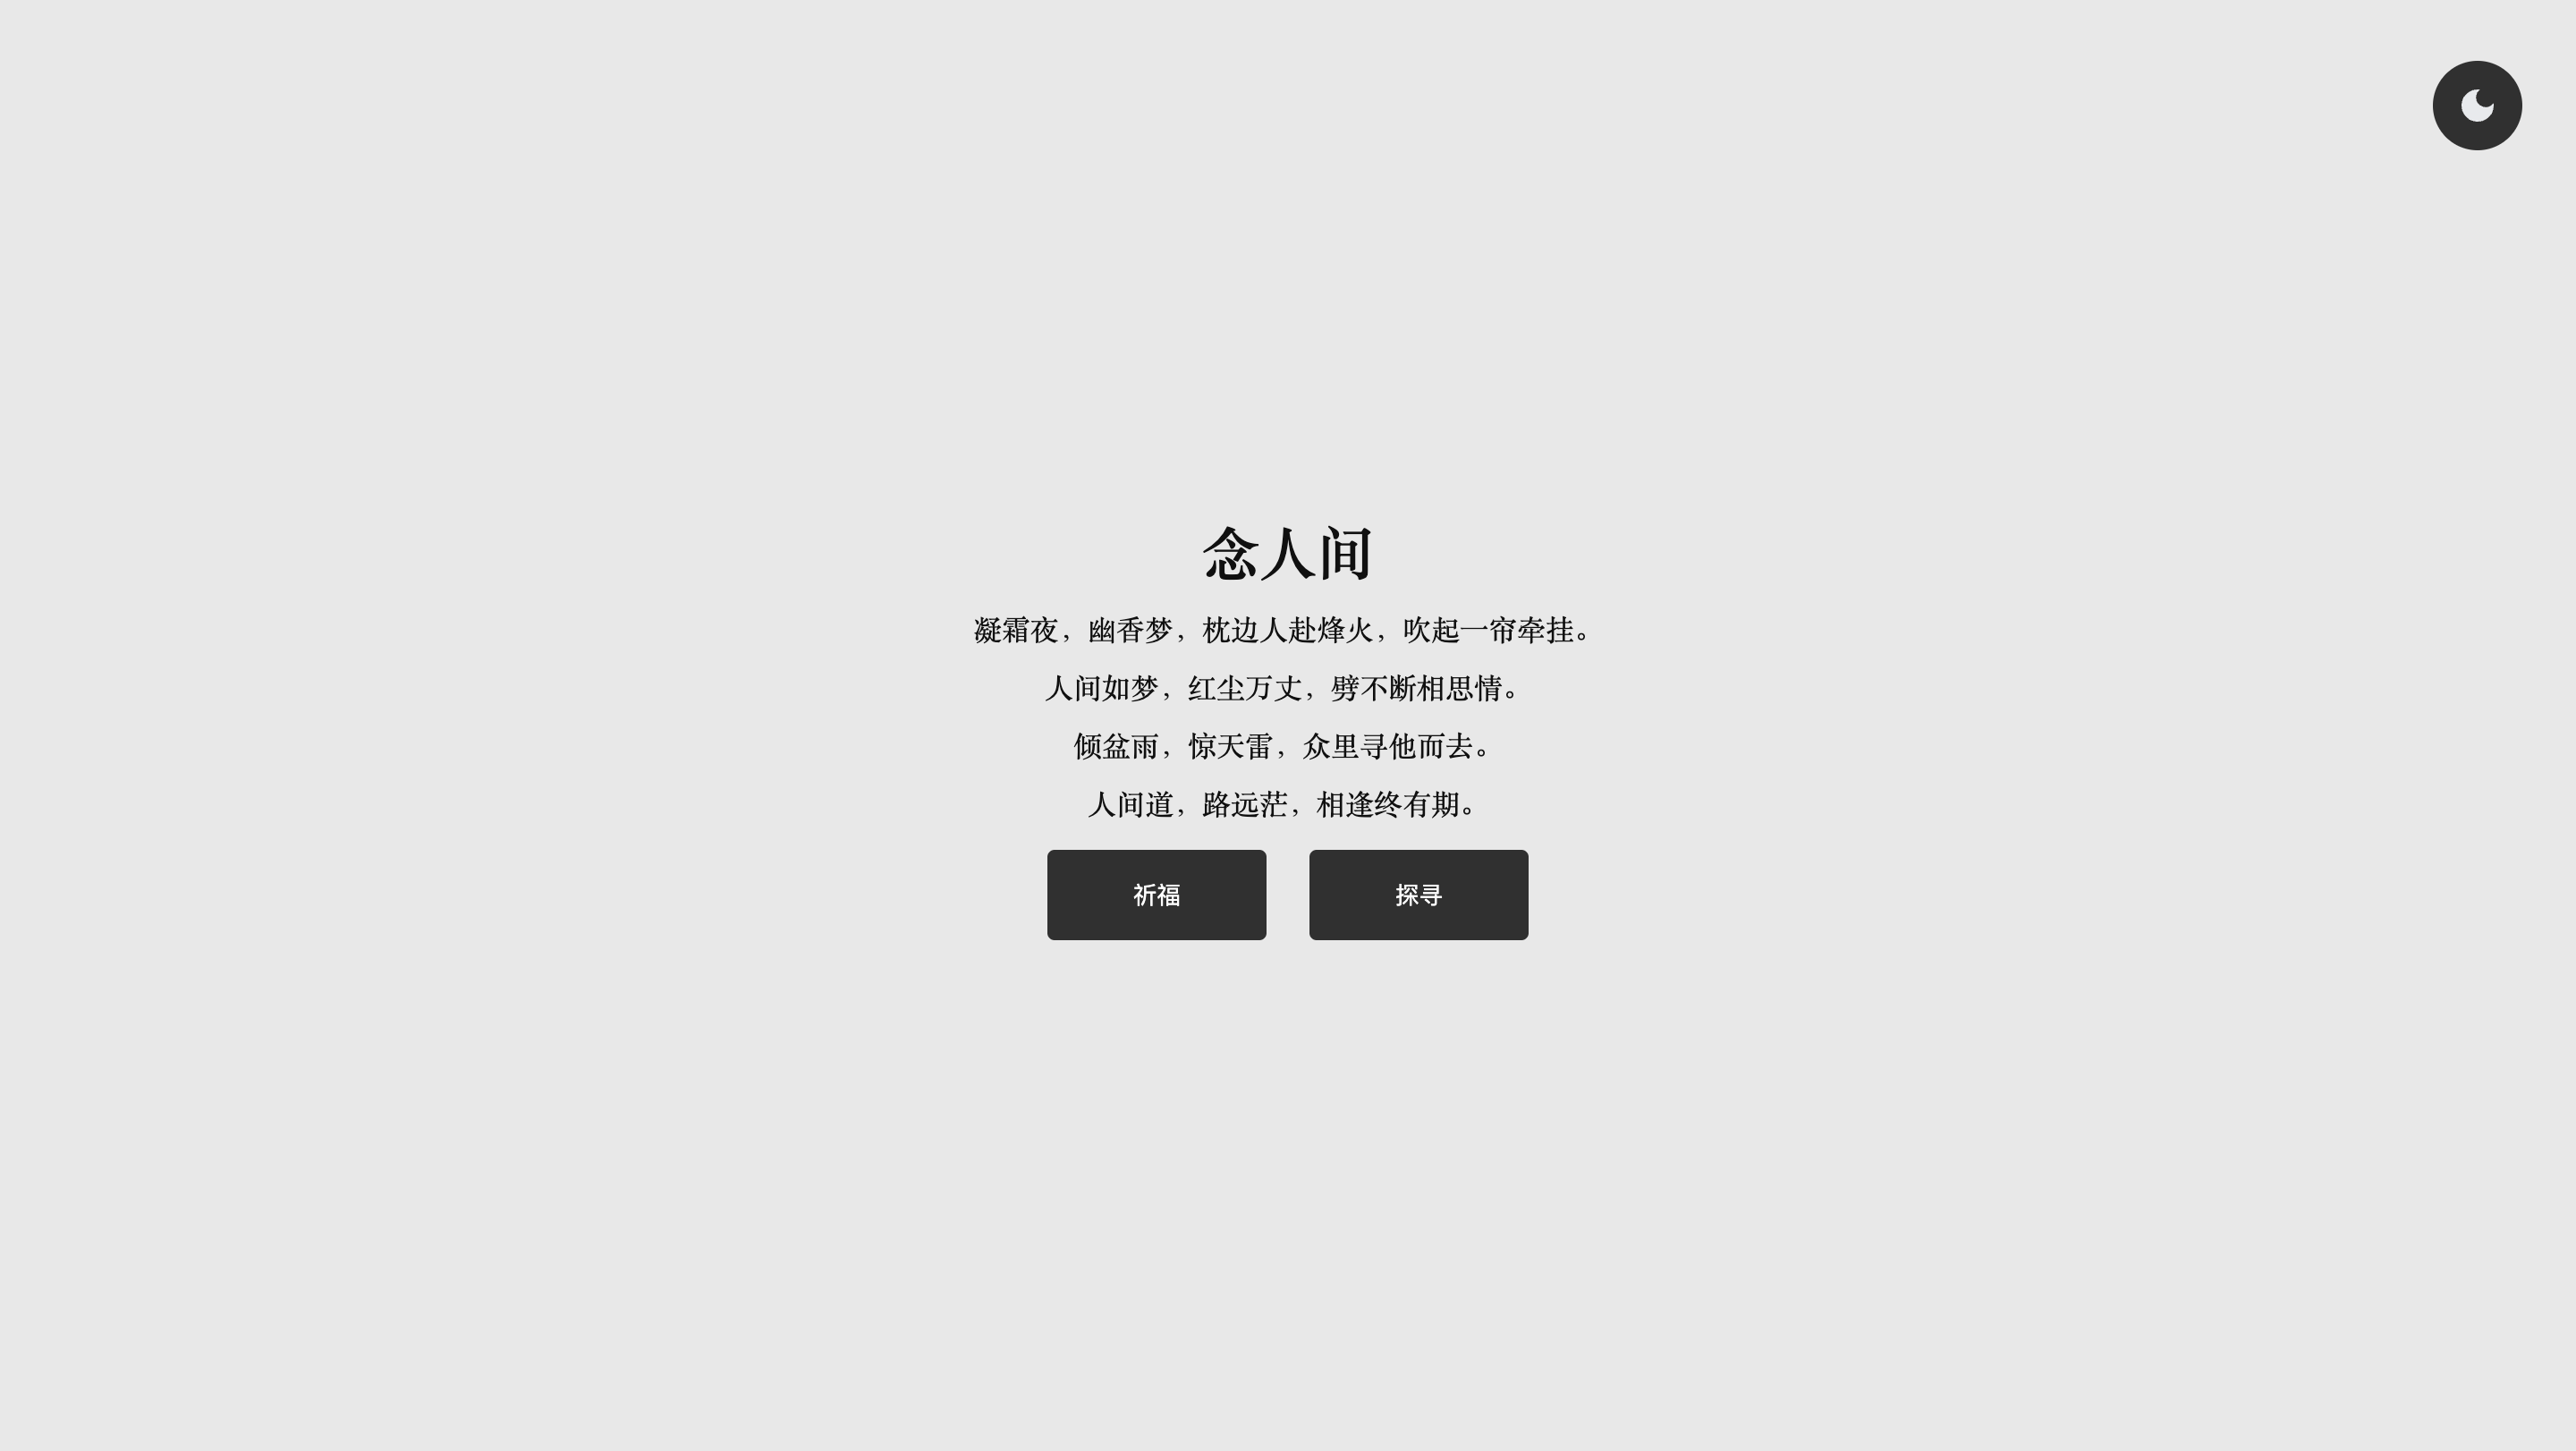 念人间
凝霜夜，幽香梦，枕边人赴烽火，吹起一帘牵挂。
人间如梦，红尘万丈，劈不断相思情。
倾盆雨，惊天雷，众里寻他而去。
人间道，路远茫，相逢终有期。
祈福 探寻